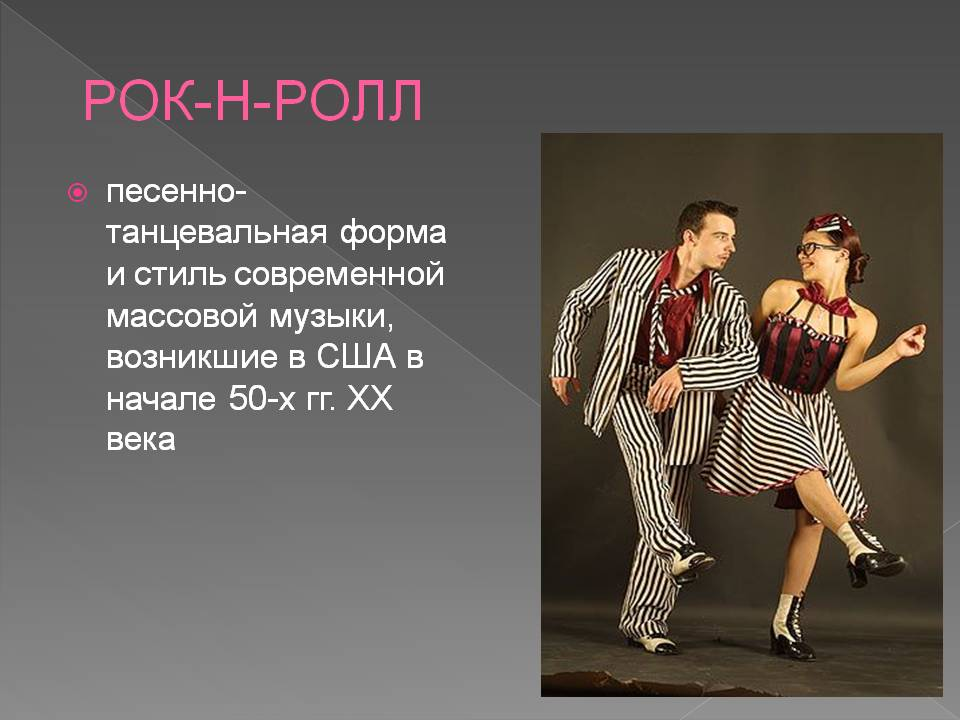 РОК-Н-РОЛЛ
песенно-
танцевальная форма
и стиль современной
массовой музыки,
возникшие в США в
начале 50-х гг. XX
века